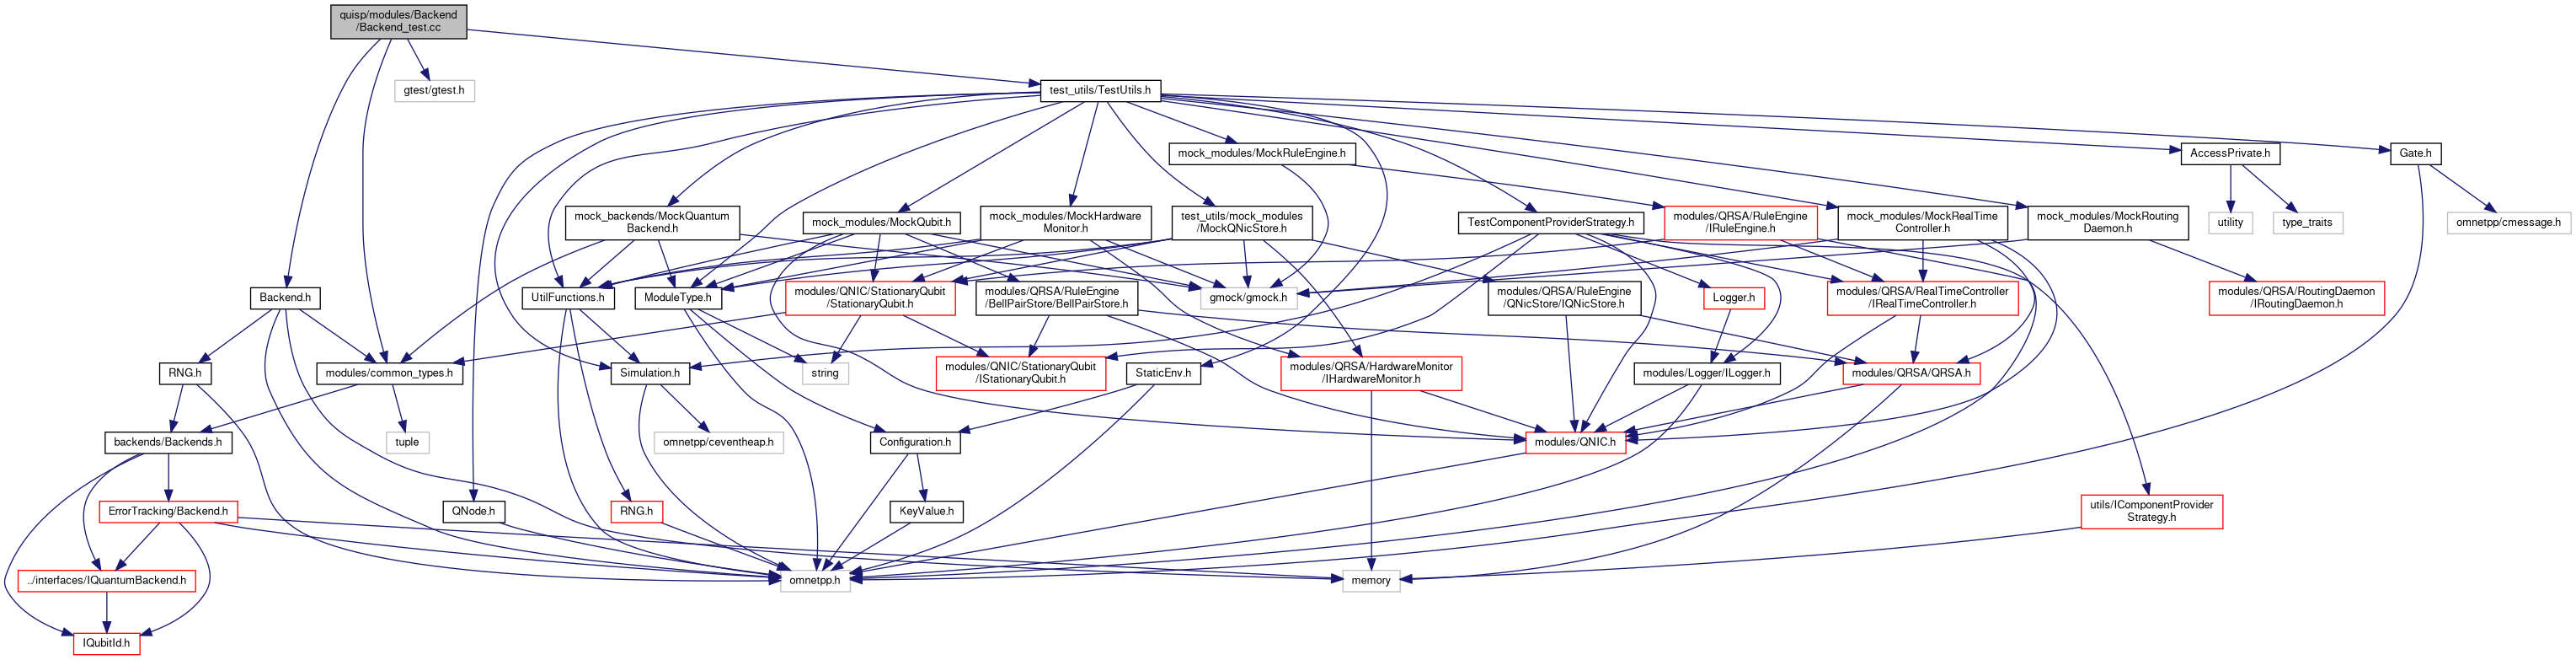 quisp/modules/Backend
/Backend_test.cc
gtest/gtest.h
test_utils/TestUtils.h
mock_modules/MockRuleEngine.h
AccessPrivate.h
Gate.h
mock_backends/MockQuantum
Backend.h
mock_modules/MockQubit.h
mock_modules/MockHardware
Monitor.h
test_utils/mock_modules
/MockQNicStore.h
TestComponentProviderStrategy.h
modules/QRSA/RuleEngine
/IRuleEngine.h
mock_modules/MockRealTime
Controller.h
mock_modules/MockRouting
Daemon.h
utility
type_traits
omnetpp/cmessage.h
Backend.h
UtilFunctions.h
ModuleType.h
modules/QNIC/StationaryQubit
/StationaryQubit.h
modules/QRSA/RuleEngine
/BellPairStore/BellPairStore.h
gmock/gmock.h
modules/QRSA/RuleEngine
/QNicStore/IQNicStore.h
Logger.h
modules/QRSA/RealTimeController
/IRealTimeController.h
modules/QRSA/RoutingDaemon
/IRoutingDaemon.h
RNG.h
modules/common_types.h
Simulation.h
string
modules/QNIC/StationaryQubit
/IStationaryQubit.h
StaticEnv.h
modules/QRSA/HardwareMonitor
/IHardwareMonitor.h
modules/Logger/ILogger.h
modules/QRSA/QRSA.h
backends/Backends.h
tuple
omnetpp/ceventheap.h
Configuration.h
modules/QNIC.h
ErrorTracking/Backend.h
QNode.h
RNG.h
KeyValue.h
utils/IComponentProvider
Strategy.h
../interfaces/IQuantumBackend.h
omnetpp.h
memory
IQubitId.h